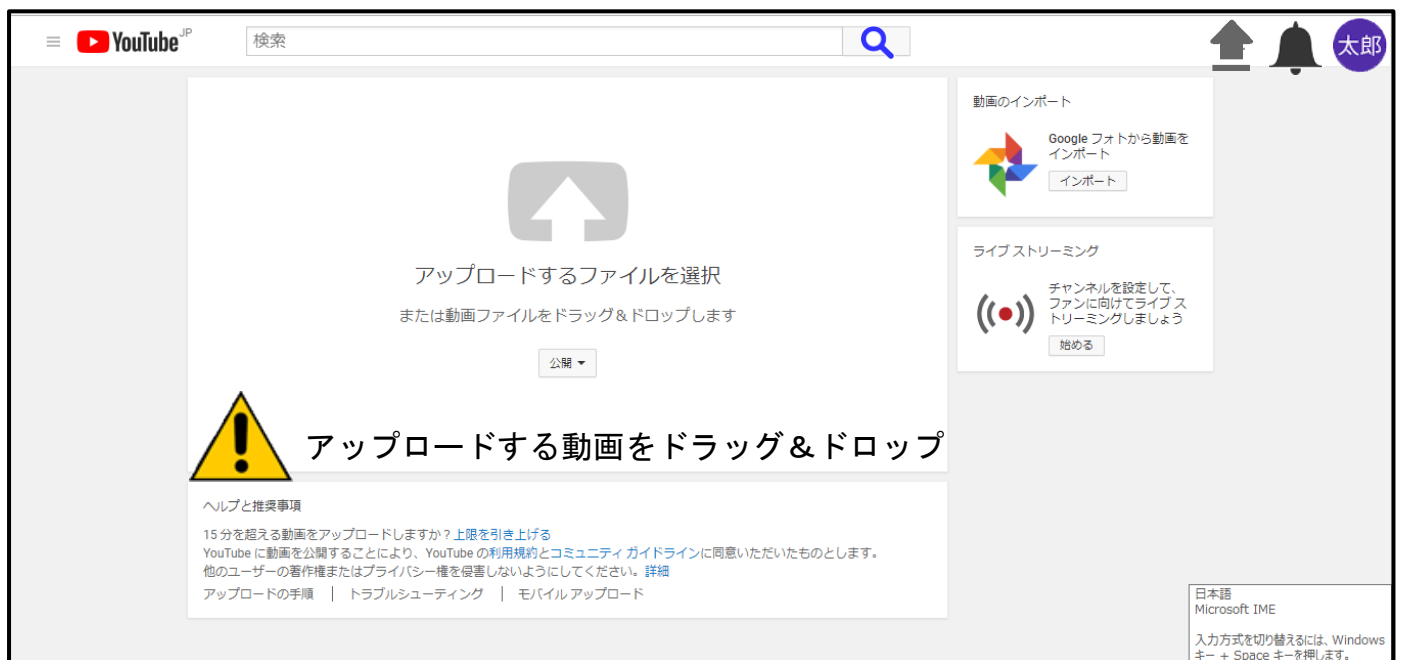 YouTube JP
検索
太郎
アップロードするファイルを選択
または動画ファイルをドラッグ＆ドロップします
公開
アップロードする動画をドラッグ＆ドロップ
動画のインポート
Google フォトから動画を
インポート
インポート
ライブ ストリーミング
チャンネルを設定して、
ファンに向けてライブ ス
トリーミングしましょう
始める
ヘルプと推奨事項
15 分を超える動画をアップロードしますか？上限を引き上げる
YouTube に動画を公開することにより、YouTube の利用規約とコミュニティ ガイドラインに同意いただいたものとします。
他のユーザーの著作権またはプライバシー権を侵害しないようにしてください。詳細
アップロードの手順 | トラブルシューティング | モバイル アップロード
日本語
Microsoft IME
入力方式を切り替えるには、Windows
キー + Space キーを押します。